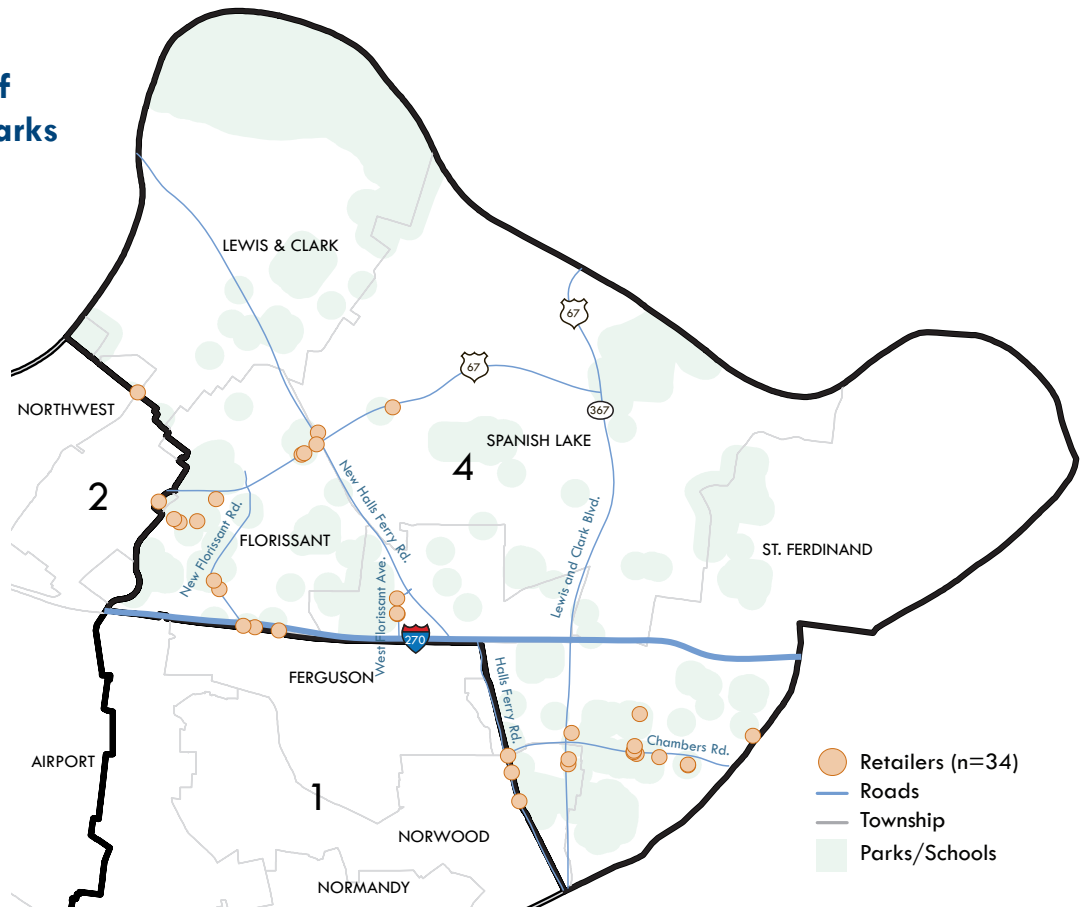 f
arks
LEWIS & CLARK
67
67
NORTHWEST
367
SPANISH LAKE
4
2
New Halls Ferry Rd.
New Florissant Rd.
FLORISSANT
Lewis and Clark Blvd.
ST. FERDINAND
West Florissant Ave.
270
FERGUSON
Halls Ferry Rd.
Chambers Rd.
AIRPORT
1
NORWOOD
NORMANDY
Retailers (n=34)
Roads
Township
Parks/Schools